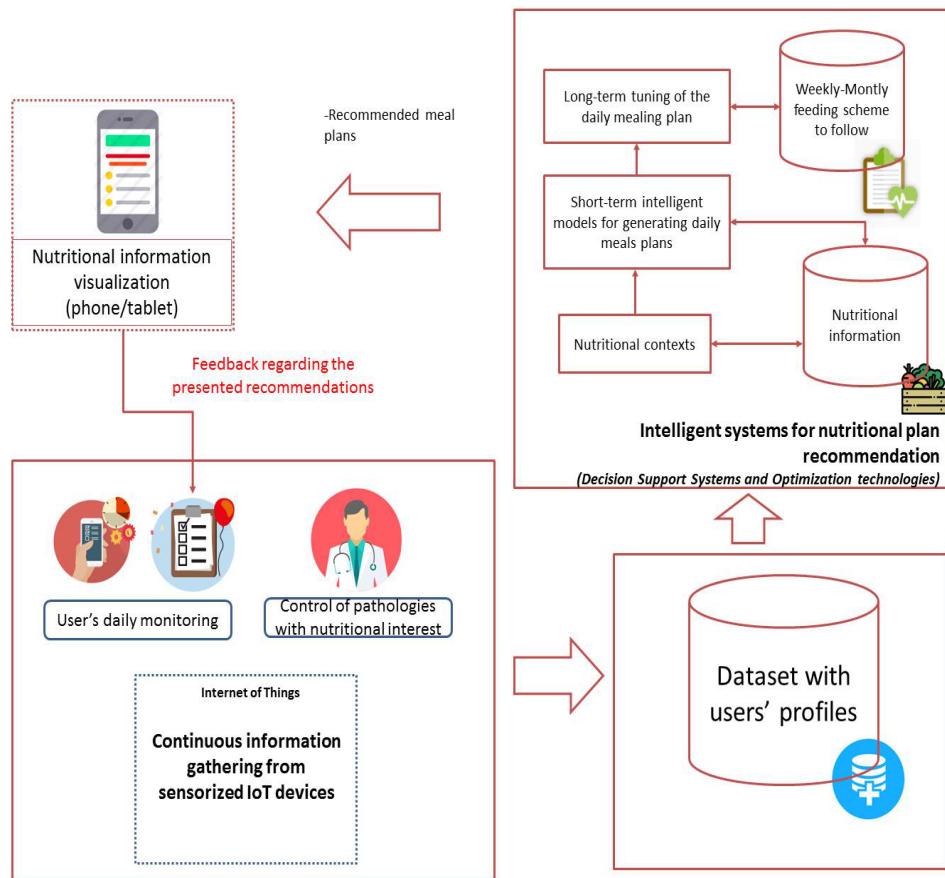 -Recommended meal
plans
Nutritional information
visualization
(phone/tablet)
Feedback regarding the
presented recommendations
Long-term tuning of the
daily mealing plan
Weekly-Montly
feeding scheme
to follow
Short-term intelligent
models for generating daily
meals plans
Nutritional contexts
Nutritional
information
Intelligent systems for nutritional plan
recommendation
(Decision Support Systems and Optimization technologies)
User's daily monitoring
Control of pathologies
with nutritional interest
Internet of Things
Continuous information
gathering from
sensorized IoT devices
Dataset with
users' profiles